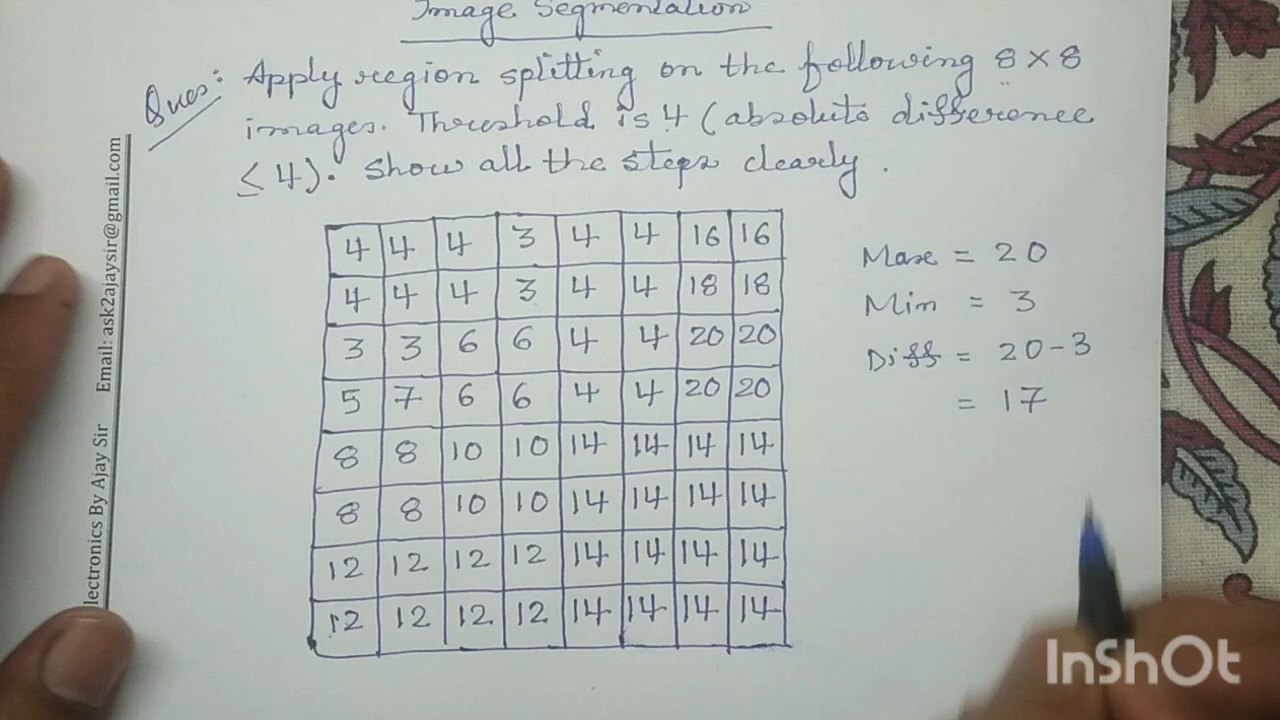 Image Segmentation
Ques: Apply region splitting on the following 8 × 8
images. Threshold is 4 (absolute difference
≤ 4). Show all the steps clearly.
4 4 4 3 4 4 16 16
4 4 4 3 4 4 18 18
3 3 6 6 4 4 20 20
5 7 6 6 4 4 20 20
8 8 10 10 14 14 14 14
8 8 10 10 14 14 14 14
12 12 12 12 14 14 14 14
12 12 12 12 14 14 14 14
Max = 20
Min = 3
Diff = 20-3
= 17
lectronics By Ajay Sir Email: ask2ajaysir@gmail.com
InShOt